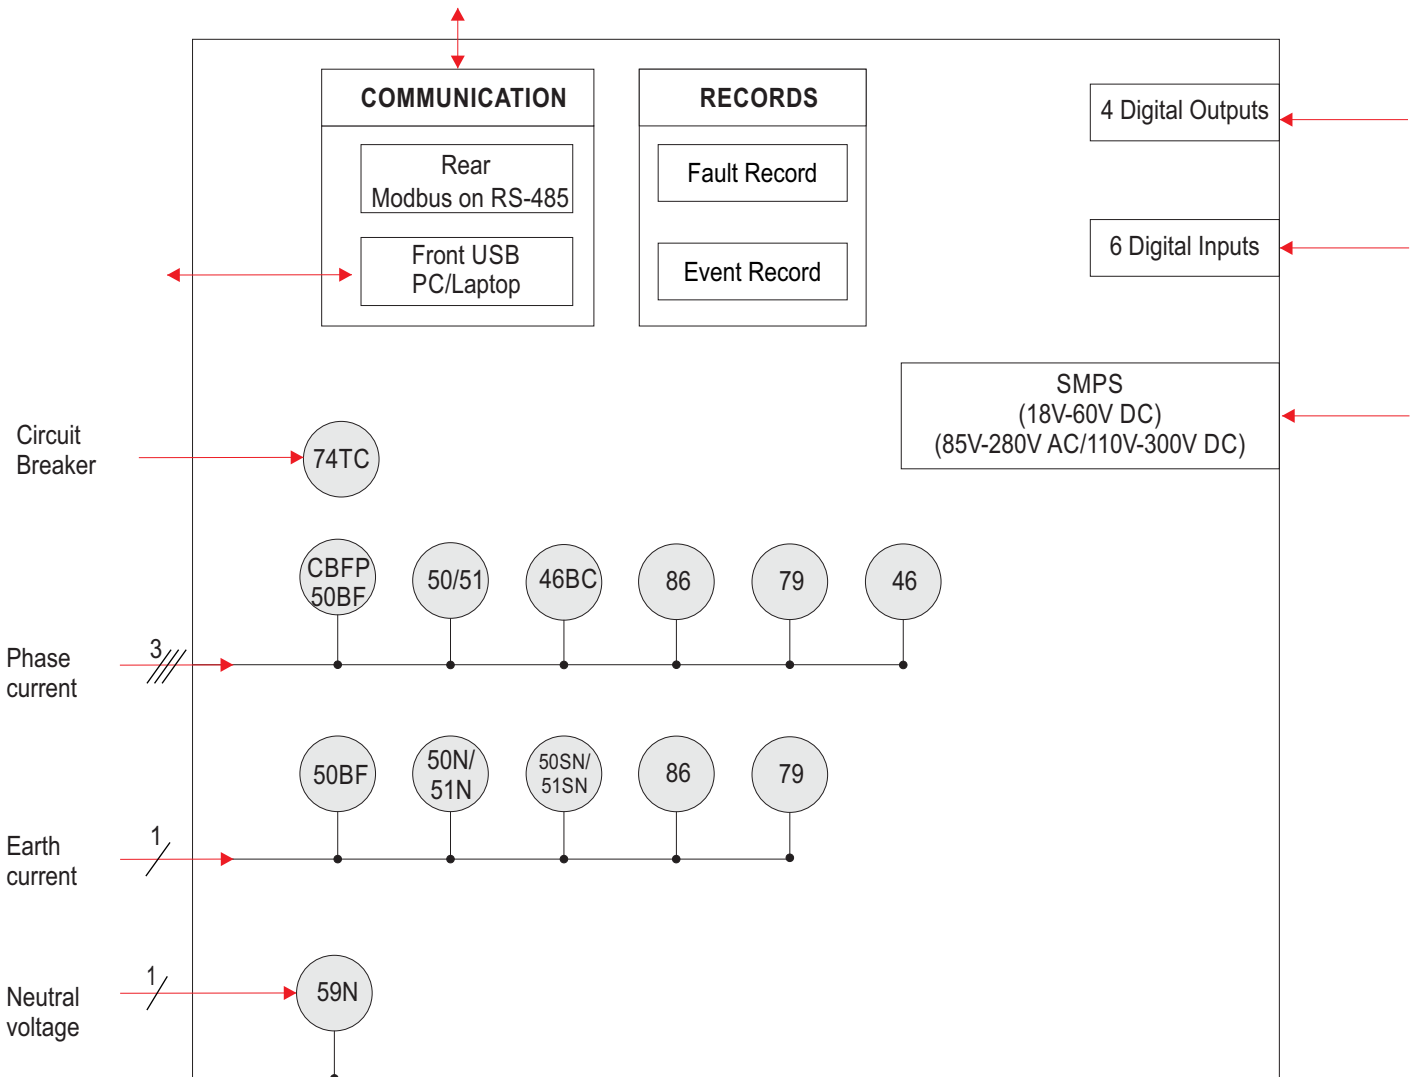 COMMUNICATION
Rear
Modbus on RS-485
Front USB
PC/Laptop
RECORDS
Fault Record
Event Record
4 Digital Outputs
6 Digital Inputs
SMPS
(18V-60V DC)
(85V-280V AC/110V-300V DC)
Circuit
Breaker
74TC
CBFP
50BF
50/51
46BC
86
79
46
Phase
current
3
50BF
50N/
51N
50SN/
51SN
86
79
Earth
current
1
Neutral
voltage
1
59N